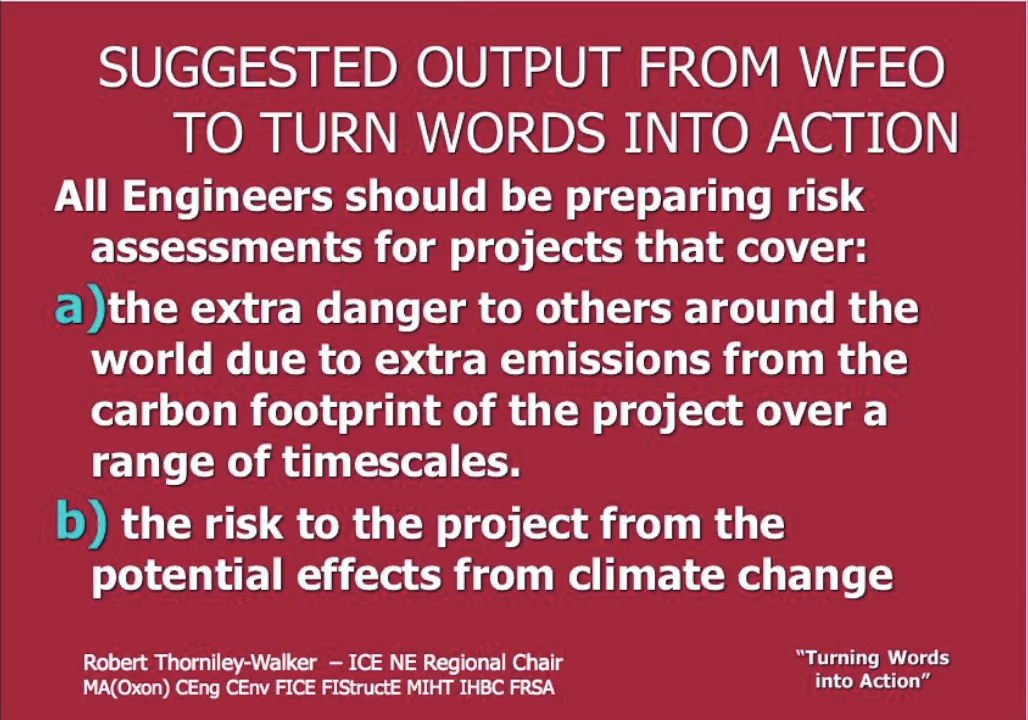 SUGGESTED OUTPUT FROM WFEO
TO TURN WORDS INTO ACTION
All Engineers should be preparing risk
assessments for projects that cover:
a)the extra danger to others around the
world due to extra emissions from the
carbon footprint of the project over a
range of timescales.
b) the risk to the project from the
potential effects from climate change
Robert Thorniley-Walker – ICE NE Regional Chair
MA(Oxon) CEng CEnv FICE FIStructE MIHT IHBC FRSA
"Turning Words
into Action"